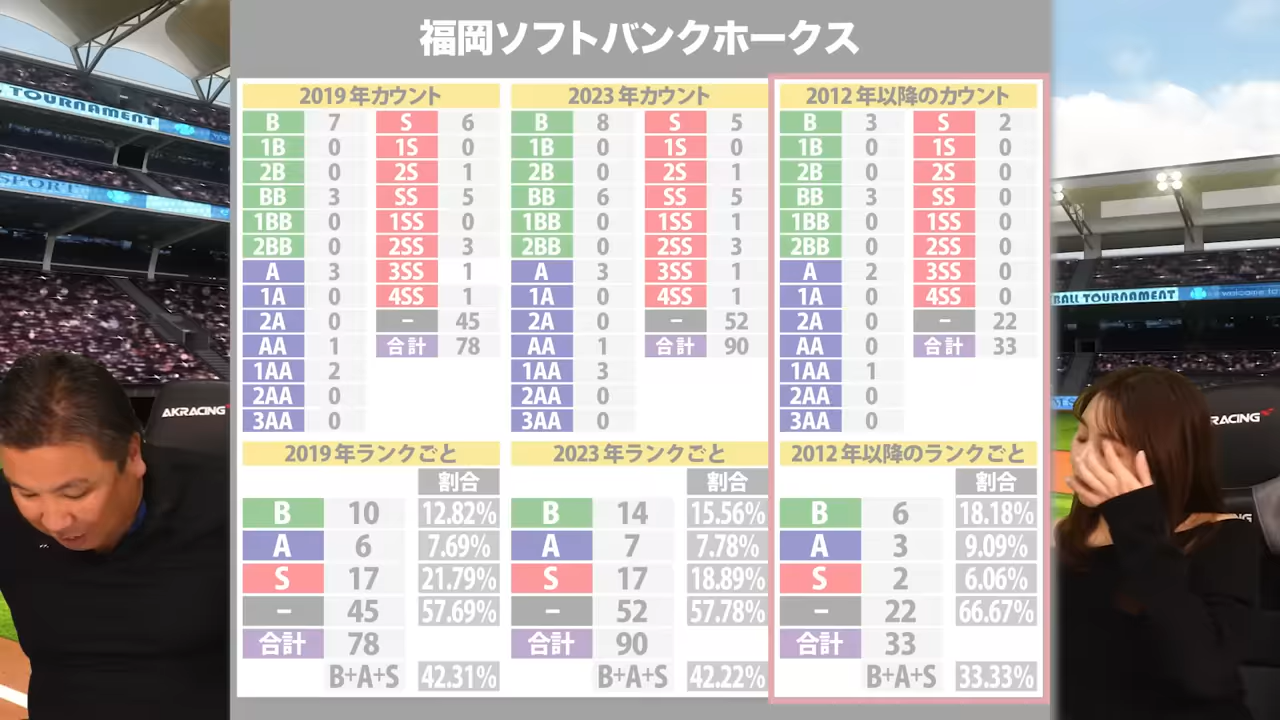 福岡ソフトバンクホークス
2019年カウント
B 7 S 6
1B 0 1S 0
2B 0 2S 1
BB 3 SS 5
1BB 0 1SS 0
2BB 0 2SS 3
A 3 3SS 1
1A 0 4SS 1
2A 0 − 45
AA 1 合計 78
1AA 2
2AA 0
3AA 0
2023年カウント
B 8 S 5
1B 0 1S 0
2B 0 2S 1
BB 6 SS 5
1BB 0 1SS 1
2BB 0 2SS 3
A 3 3SS 1
1A 0 4SS 1
2A 0 − 52
AA 1 合計 90
1AA 3
2AA 0
3AA 0
2012年以降のカウント
B 3 S 2
1B 0 1S 0
2B 0 2S 0
BB 3 SS 0
1BB 0 1SS 0
2BB 0 2SS 0
A 2 3SS 0
1A 0 4SS 0
2A 0 − 22
AA 0 合計 33
1AA 1
2AA 0
3AA 0
2019年ランクごと
割合
B 10 12.82%
A 6 7.69%
S 17 21.79%
− 45 57.69%
合計 78
B+A+S 42.31%
2023年ランクごと
割合
B 14 15.56%
A 7 7.78%
S 17 18.89%
− 52 57.78%
合計 90
B+A+S 42.22%
2012年以降のランクごと
割合
B 6 18.18%
A 3 9.09%
S 2 6.06%
− 22 66.67%
合計 33
B+A+S 33.33%
TOURNAMENT
SPORT
AKRACING
BALL TOURNAMENT
welcome to
RACING